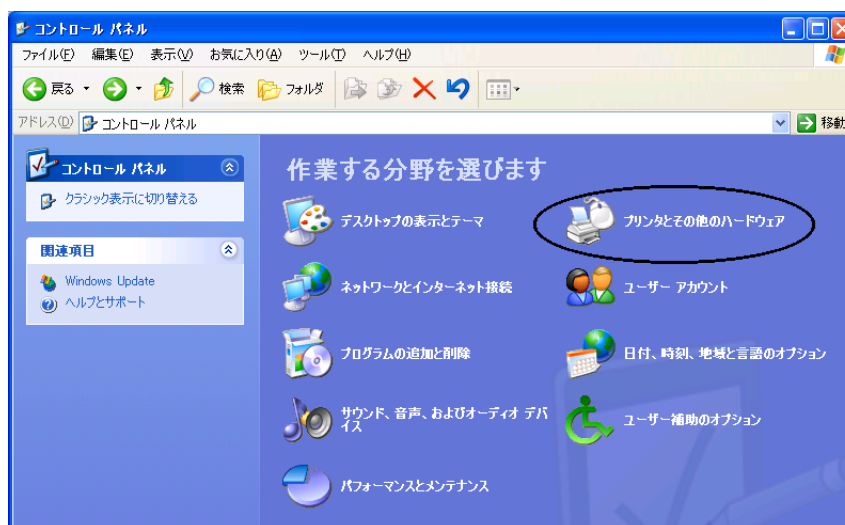 コントロール パネル
ファイル(F) 編集(E) 表示(V) お気に入り(A) ツール(T) ヘルプ(H)
戻る 検索 フォルダ
アドレス(D) コントロール パネル 移動
コントロール パネル
クラシック表示に切り替える
関連項目
Windows Update
ヘルプとサポート
作業する分野を選びます
デスクトップの表示とテーマ
プリンタとその他のハードウェア
ネットワークとインターネット接続
ユーザー アカウント
プログラムの追加と削除
日付、時刻、地域と言語のオプション
サウンド、音声、およびオーディオ デバ
イス
ユーザー補助のオプション
パフォーマンスとメンテナンス